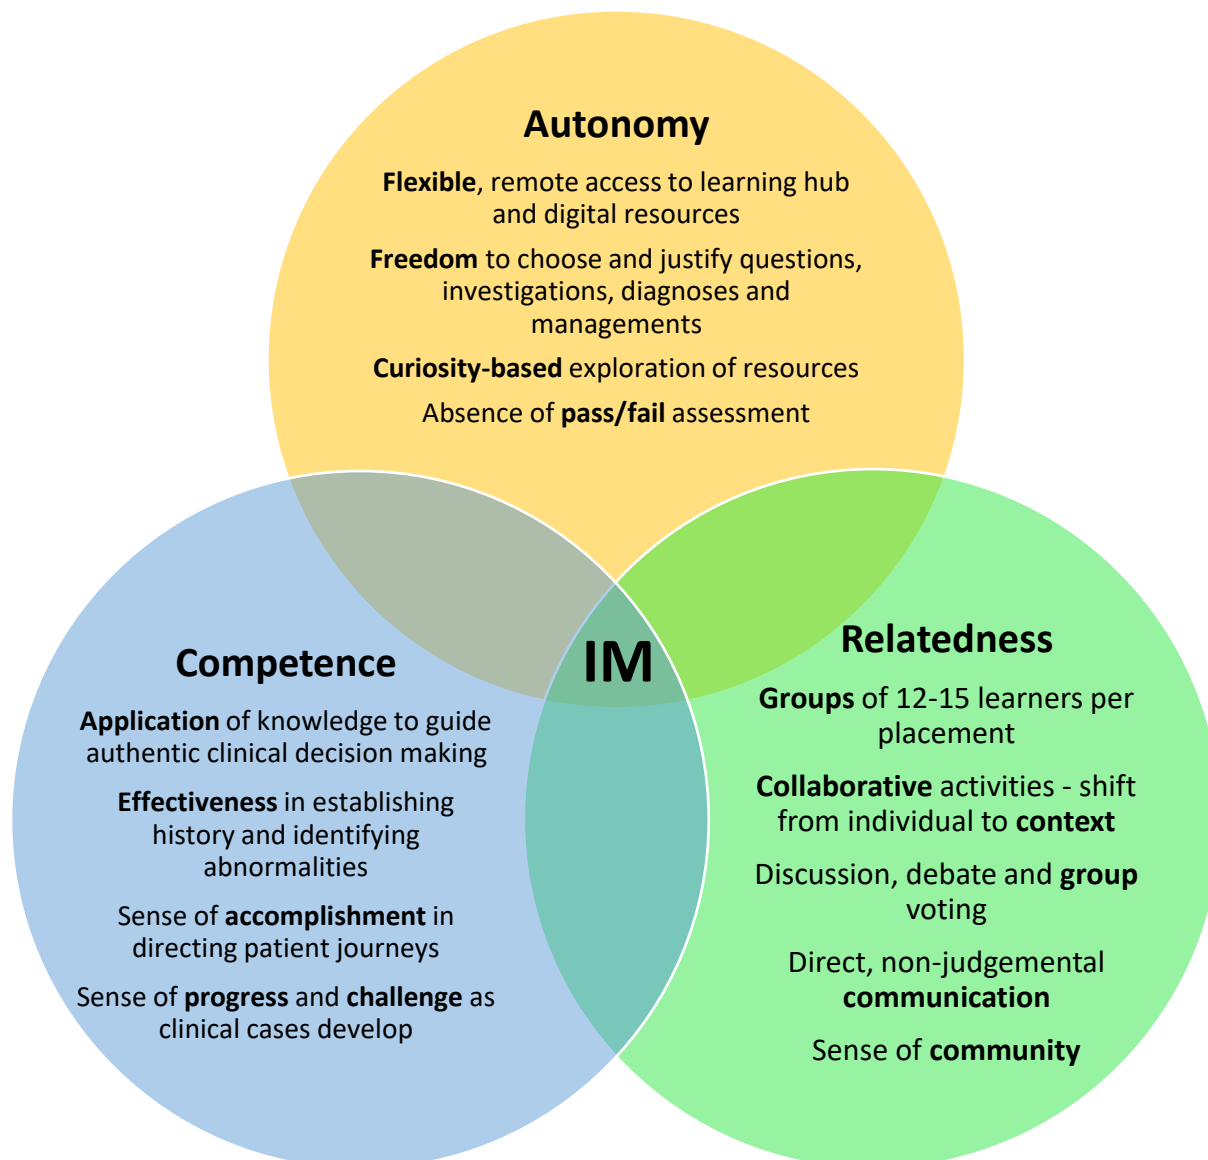 Autonomy
Flexible, remote access to learning hub
and digital resources
Freedom to choose and justify questions,
investigations, diagnoses and
managements
Curiosity-based exploration of resources
Absence of pass/fail assessment
IM
Competence
Application of knowledge to guide
authentic clinical decision making
Effectiveness in establishing
history and identifying
abnormalities
Sense of accomplishment in
directing patient journeys
Sense of progress and challenge as
clinical cases develop
Relatedness
Groups of 12-15 learners per
placement
Collaborative activities - shift
from individual to context
Discussion, debate and group
voting
Direct, non-judgemental
communication
Sense of community